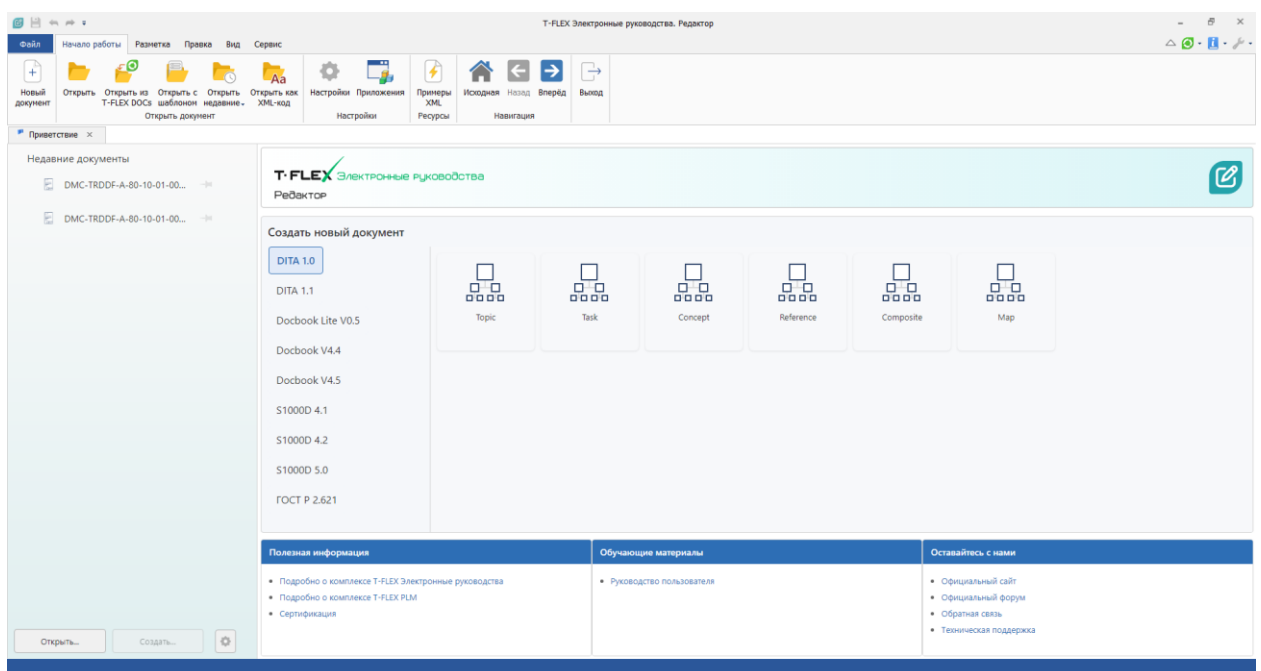 T-FLEX Электронные руководства. Редактор
Файл Начало работы Разметка Правка Вид Сервис
Новый документ
Открыть
Открыть из T-FLEX DOCs
Открыть с шаблоном
Открыть недавние
Открыть как XML-код
Настройки
Приложения
Примеры XML
Исходная
Назад
Вперёд
Выход
Открыть документ
Настройки
Ресурсы
Навигация
Приветствие
Недавние документы
DMC-TRDDF-A-80-10-01-00...
DMC-TRDDF-A-80-10-01-00...
T-FLEX Электронные руководства
Редактор
Создать новый документ
DITA 1.0
DITA 1.1
Docbook Lite V0.5
Docbook V4.4
Docbook V4.5
S1000D 4.1
S1000D 4.2
S1000D 5.0
ГОСТ Р 2.621
Topic
Task
Concept
Reference
Composite
Map
Полезная информация
Подробно о комплексе T-FLEX Электронные руководства
Подробно о комплексе T-FLEX PLM
Сертификация
Обучающие материалы
Руководство пользователя
Оставайтесь с нами
Официальный сайт
Официальный форум
Обратная связь
Техническая поддержка
Открыть...
Создать...